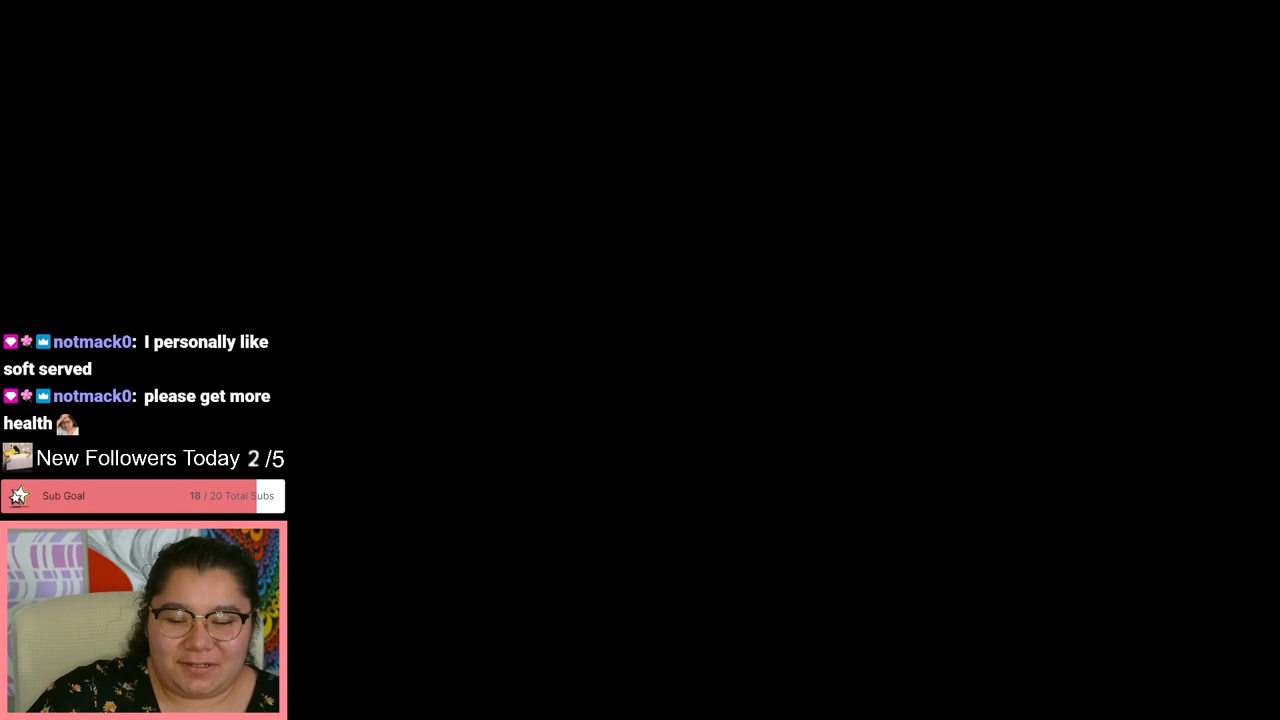 notmack0: I personally like
soft served
notmack0: please get more
health
New Followers Today 2 /5
Sub Goal 18 / 20 Total Subs